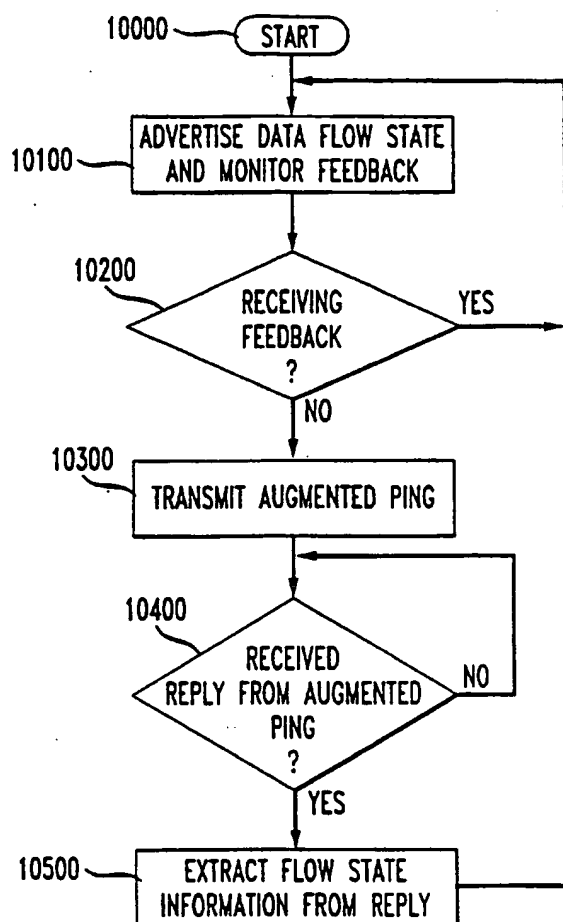 10000
START
ADVERTISE DATA FLOW STATE
AND MONITOR FEEDBACK
10100
10200
RECEIVING
FEEDBACK
?
YES
NO
10300
TRANSMIT AUGMENTED PING
10400
RECEIVED
REPLY FROM AUGMENTED
PING
?
NO
YES
10500
EXTRACT FLOW STATE
INFORMATION FROM REPLY